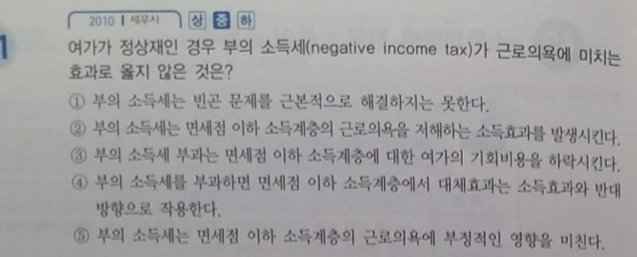 1
2010 | 세무사 상 중 하
여가가 정상재인 경우 부의 소득세(negative income tax)가 근로의욕에 미치는
효과로 옳지 않은 것은?
① 부의 소득세는 빈곤 문제를 근본적으로 해결하지는 못한다.
② 부의 소득세는 면세점 이하 소득계층의 근로의욕을 저해하는 소득효과를 발생시킨다.
③ 부의 소득세 부과는 면세점 이하 소득계층에 대한 여가의 기회비용을 하락시킨다.
④ 부의 소득세를 부과하면 면세점 이하 소득계층에서 대체효과는 소득효과와 반대
방향으로 작용한다.
⑤ 부의 소득세는 면세점 이하 소득계층의 근로의욕에 부정적인 영향을 미친다.